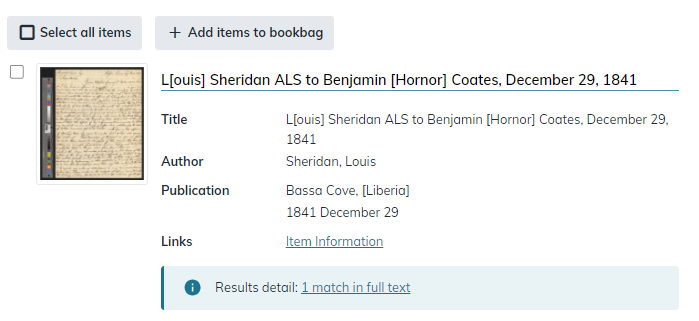 Select all items
+ Add items to bookbag
L[ouis] Sheridan ALS to Benjamin [Hornor] Coates, December 29, 1841
Title
L[ouis] Sheridan ALS to Benjamin [Hornor] Coates, December 29,
1841
Author
Sheridan, Louis
Publication
Bassa Cove, [Liberia]
1841 December 29
Links
Item Information
Results detail: 1 match in full text